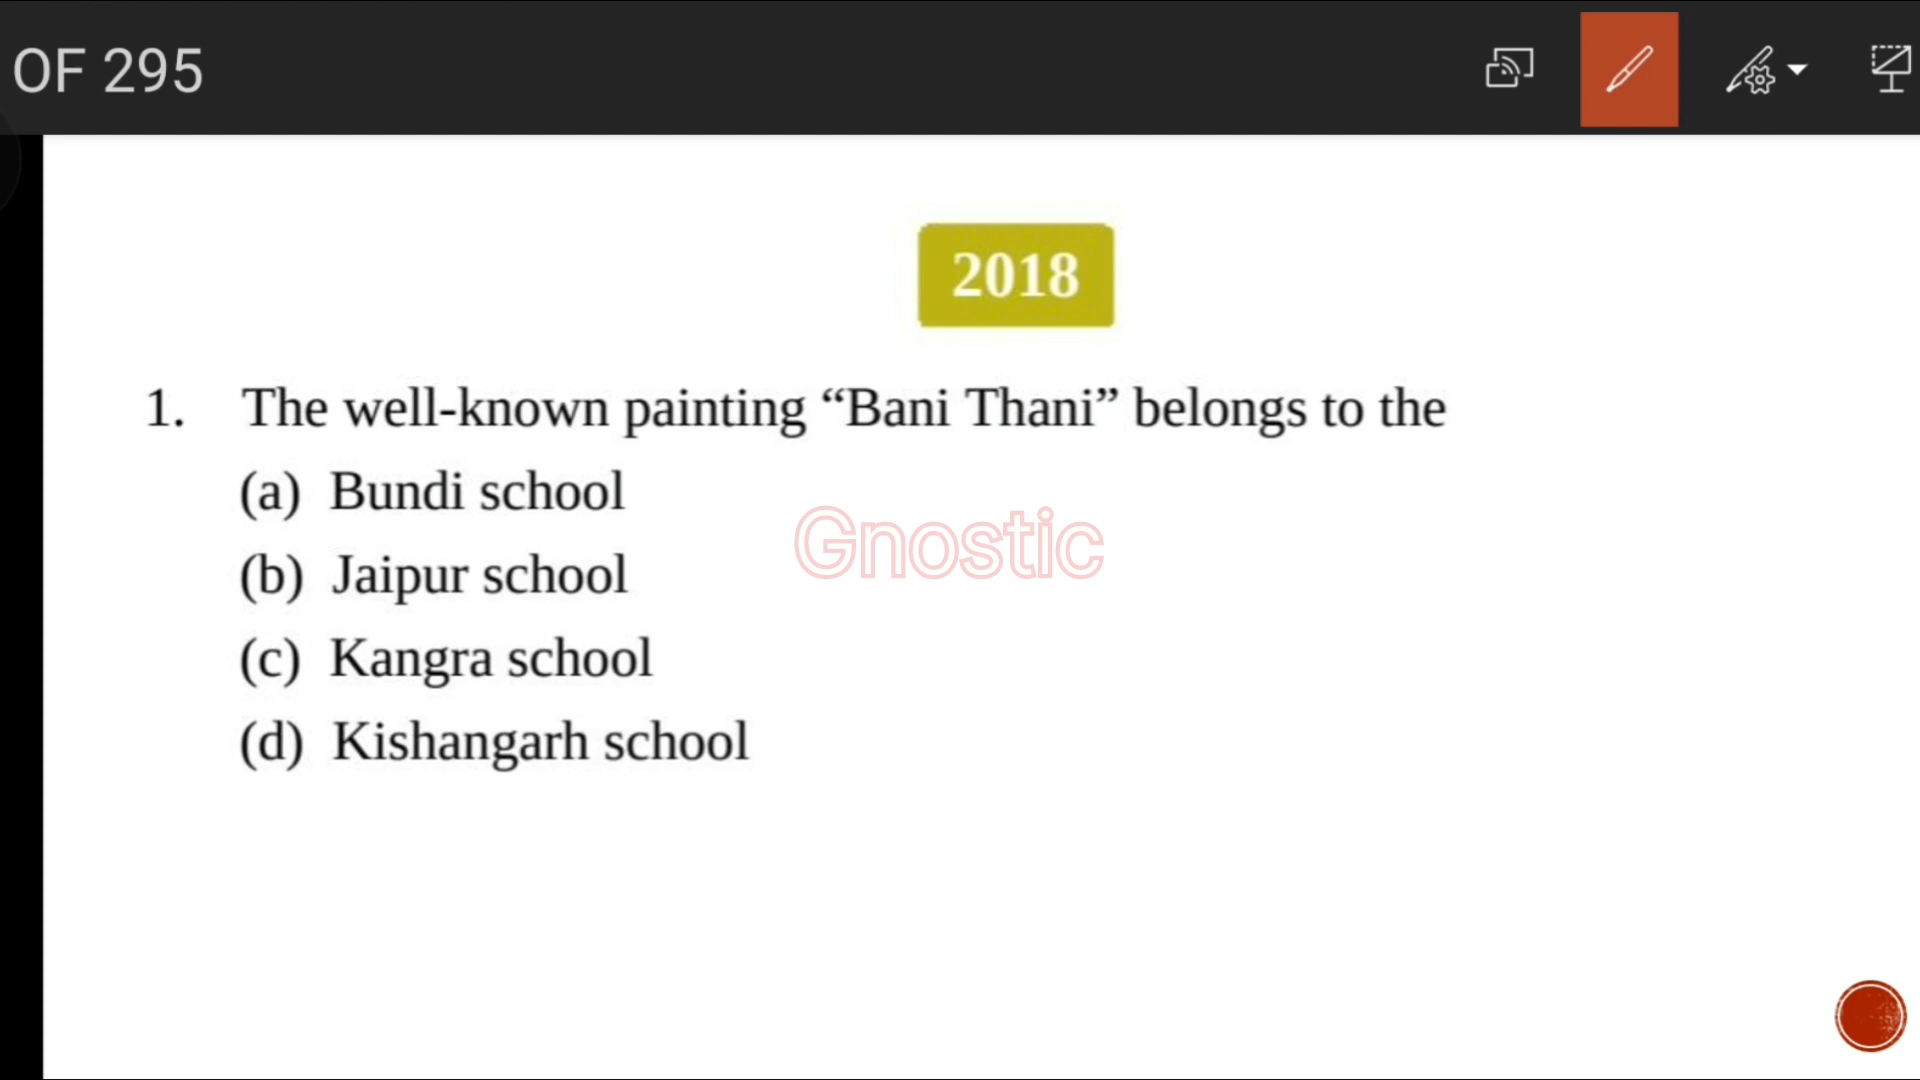 OF 295
2018
1. The well-known painting “Bani Thani” belongs to the
(a) Bundi school
Gnostic
(b) Jaipur school
(c) Kangra school
(d) Kishangarh school